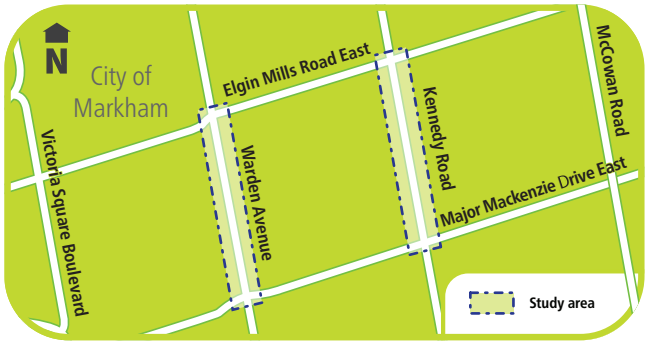 N
City of
Markham
Elgin Mills Road East
McCowan Road
Kennedy Road
Victoria Square Boulevard
Warden Avenue
Major Mackenzie Drive East
Study area